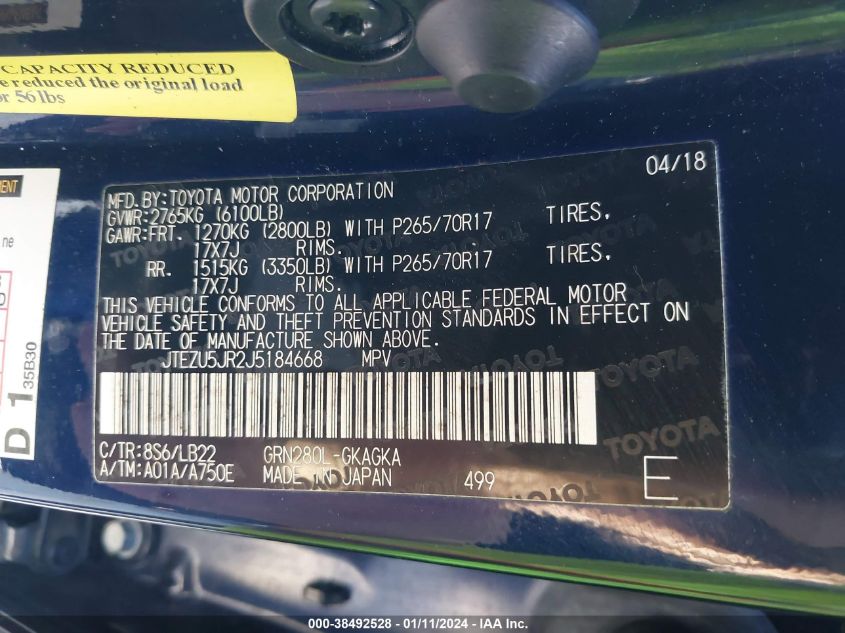 CAPACITY REDUCED
reduced the original load
56 lbs
04/18
MFD. BY: TOYOTA MOTOR CORPORATION
GVWR: 2765KG (6100LB)
GAWR: FRT. 1270KG (2800LB) WITH P265/70R17 TIRES,
17X7J RIMS.
RR. 1515KG (3350LB) WITH P265/70R17 TIRES,
17X7J RIMS.
THIS VEHICLE CONFORMS TO ALL APPLICABLE FEDERAL MOTOR
VEHICLE SAFETY AND THEFT PREVENTION STANDARDS IN EFFECT ON
THE DATE OF MANUFACTURE SHOWN ABOVE.
JTEZU5JR2J5184668 MPV
C/TR: 8S6/LB22 GRN280L-GKAGKA
A/TM: A01A/A750E MADE IN JAPAN 499 E
D 1
35B30
TOYOTA
000-38492528 - 01/11/2024 - IAA Inc.